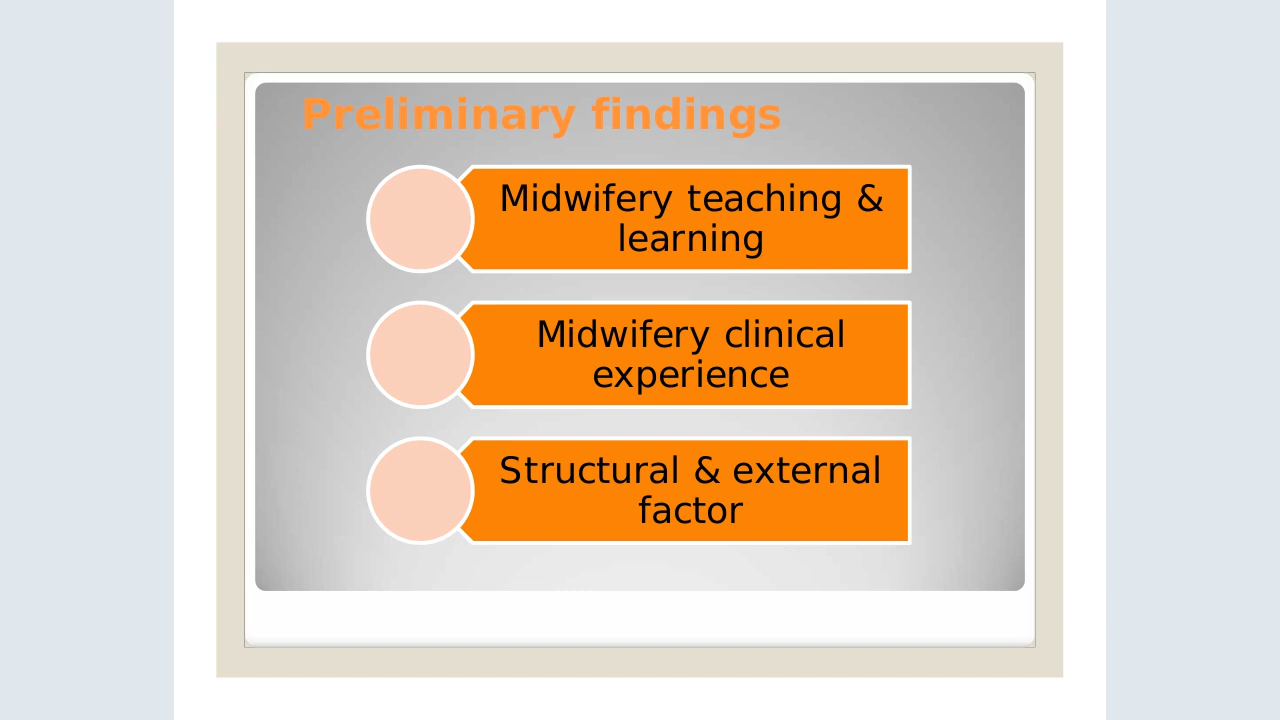 Preliminary findings
Midwifery teaching &
learning
Midwifery clinical
experience
Structural & external
factor